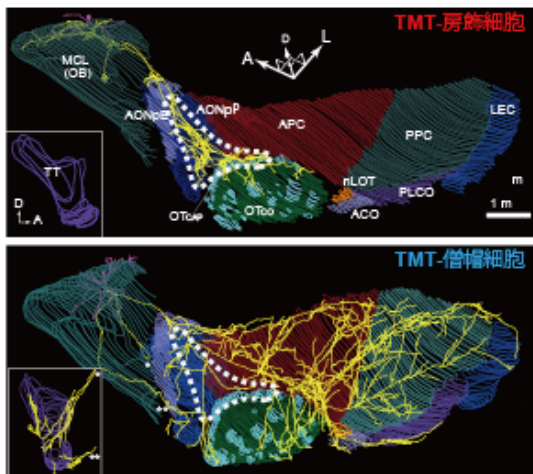 TMT-房飾細胞
MCL
(OB)
D
A
L
AONpE
AONpP
APC
PPC
LEC
TT
D
A
OTcap
OTco
nLOT
ACO
PLCO
m
1 m
TMT-僧帽細胞
*
**
**